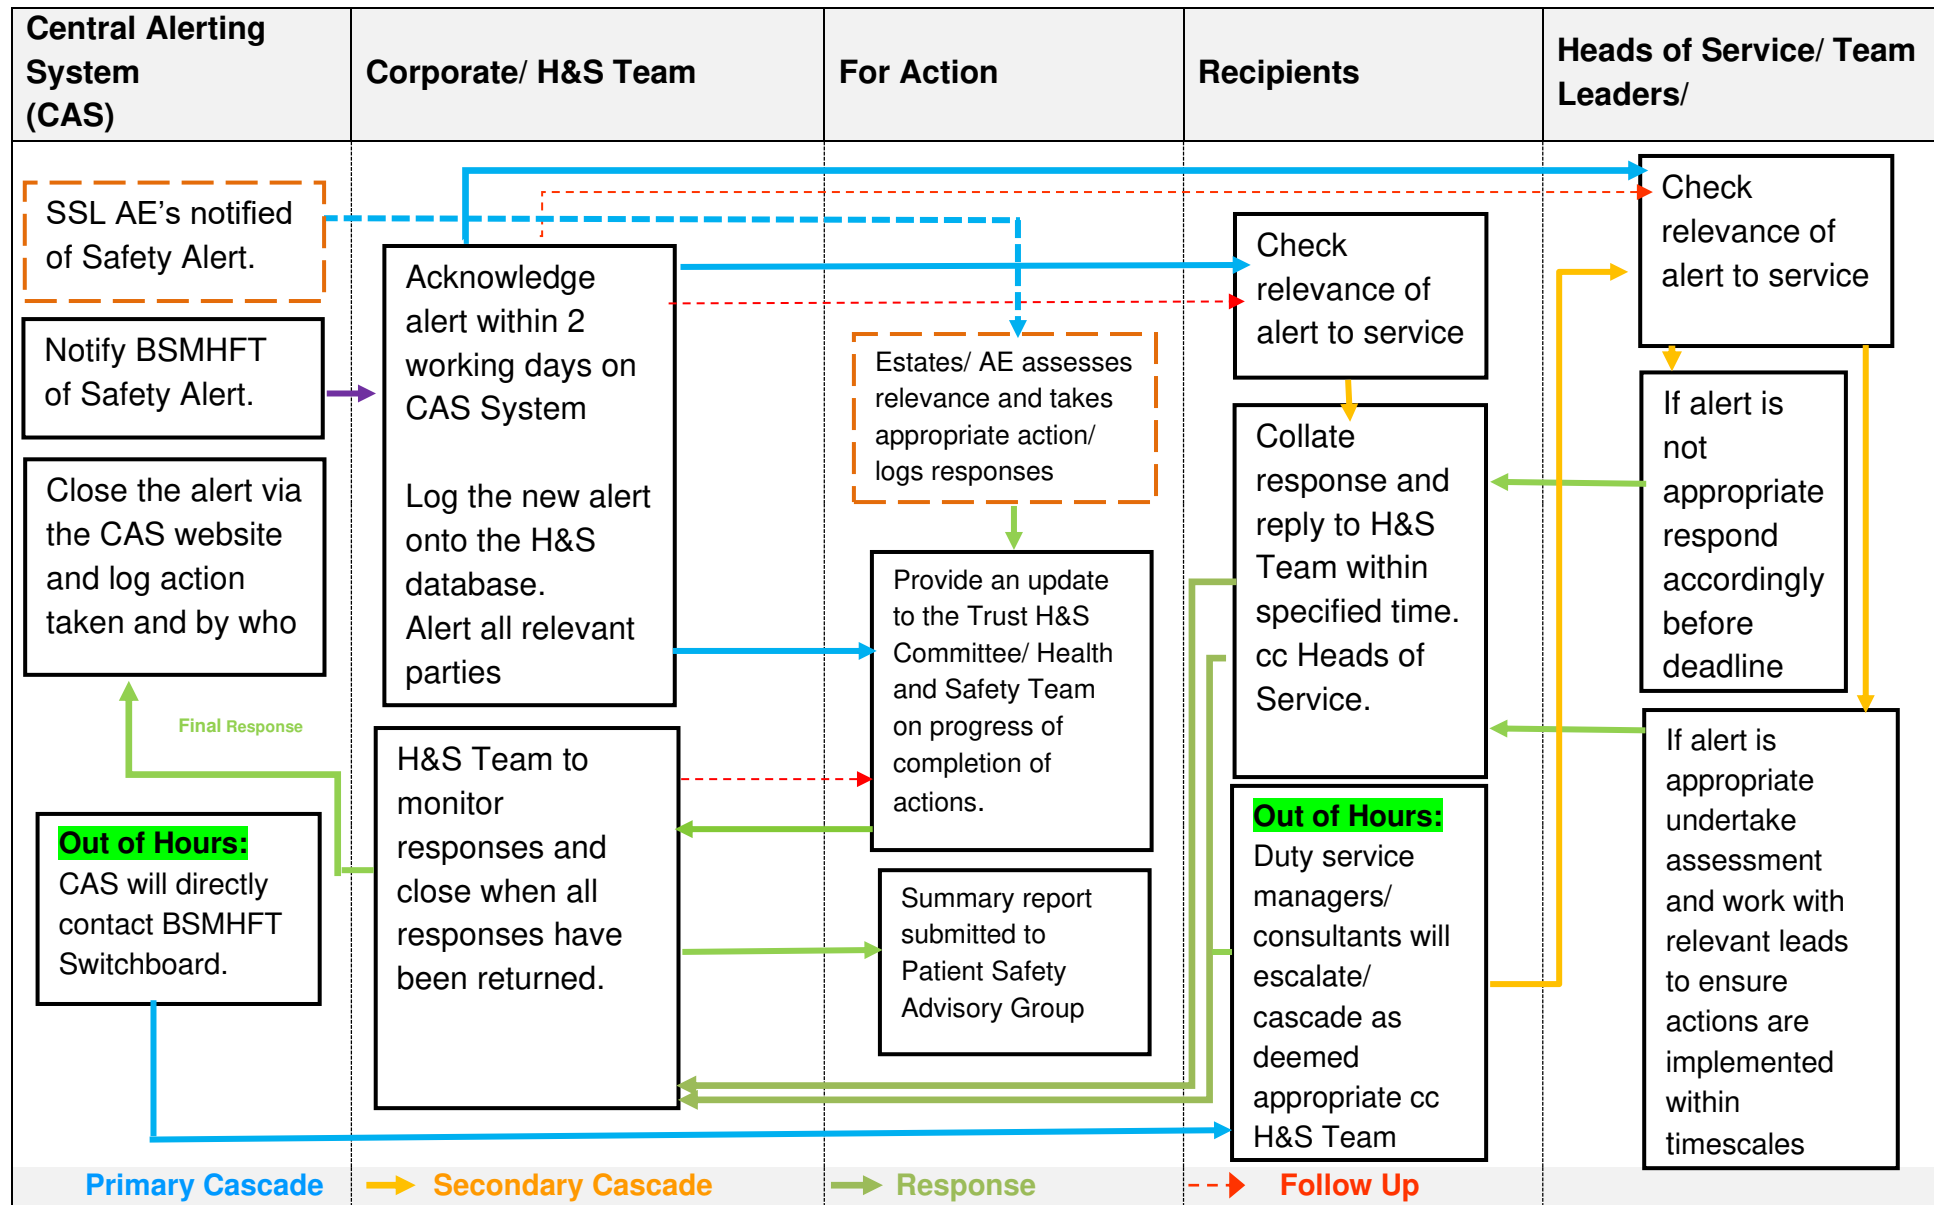 Central Alerting
System
(CAS)
Corporate/ H&S Team
For Action
Recipients
Heads of Service/ Team
Leaders/
SSL AE’s notified
of Safety Alert.
Notify BSMHFT
of Safety Alert.
Close the alert via
the CAS website
and log action
taken and by who
Final Response
Out of Hours:
CAS will directly
contact BSMHFT
Switchboard.
Acknowledge
alert within 2
working days on
CAS System
Log the new alert
onto the H&S
database.
Alert all relevant
parties
H&S Team to
monitor
responses and
close when all
responses have
been returned.
Estates/ AE assesses
relevance and takes
appropriate action/
logs responses
Provide an update
to the Trust H&S
Committee/ Health
and Safety Team
on progress of
completion of
actions.
Summary report
submitted to
Patient Safety
Advisory Group
Check
relevance of
alert to service
Collate
response and
reply to H&S
Team within
specified time.
cc Heads of
Service.
Out of Hours:
Duty service
managers/
consultants will
escalate/
cascade as
deemed
appropriate cc
H&S Team
Check
relevance of
alert to service
If alert is
not
appropriate
respond
accordingly
before
deadline
If alert is
appropriate
undertake
assessment
and work with
relevant leads
to ensure
actions are
implemented
within
timescales
Primary Cascade
Secondary Cascade
Response
Follow Up